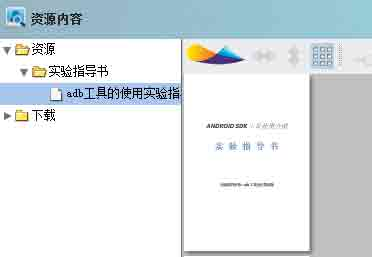 资源内容
资源
实验指导书
adb工具的使用实验指
下载
ANDROID SDK
实 验 指 导 书